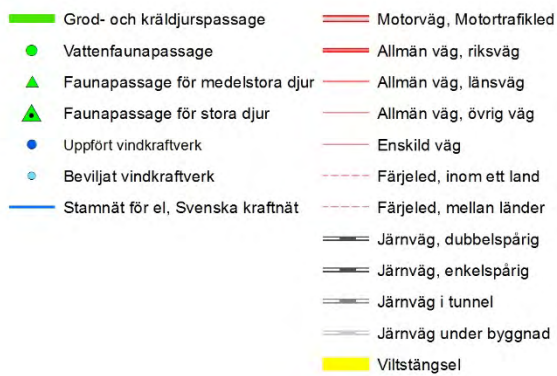 Grod- och kräldjurspassage
Vattenfaunapassage
Faunapassage för medelstora djur
Faunapassage för stora djur
Uppfört vindkraftverk
Beviljat vindkraftverk
Stamnät för el, Svenska kraftnät
Motorväg, Motortrafikled
Allmän väg, riksväg
Allmän väg, länsväg
Allmän väg, övrig väg
Enskild väg
Färjeled, inom ett land
Färjeled, mellan länder
Järnväg, dubbelspårig
Järnväg, enkelspårig
Järnväg i tunnel
Järnväg under byggnad
Viltstängsel